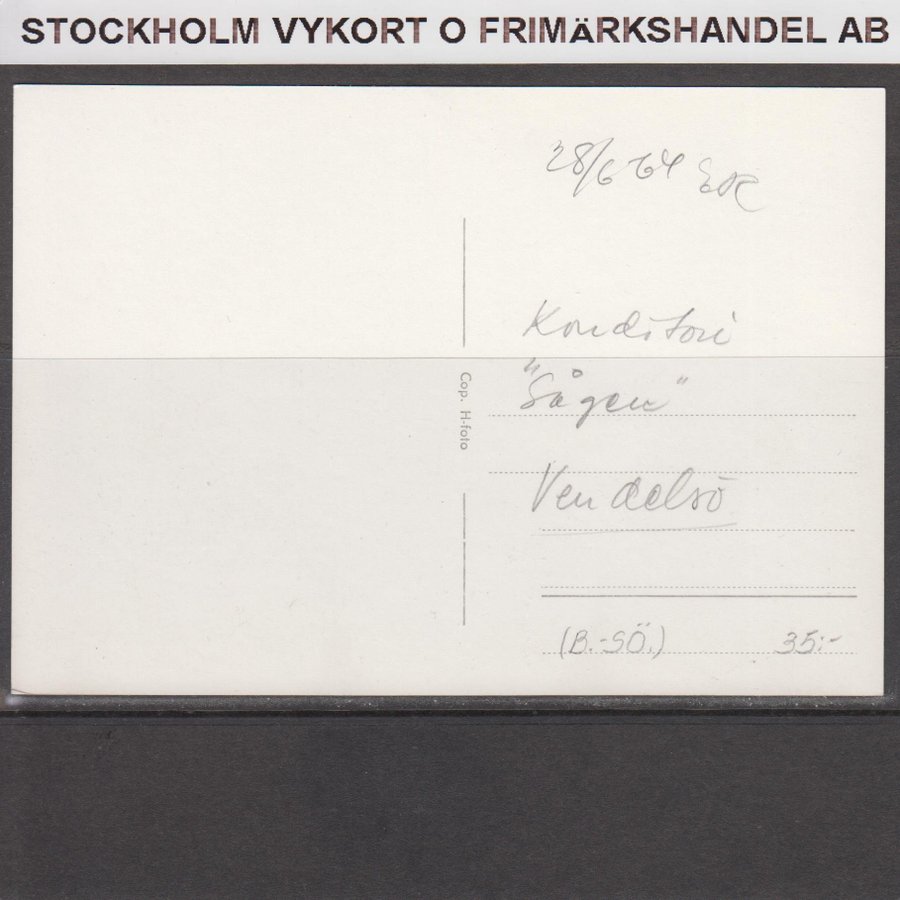 STOCKHOLM VYKORT O FRIMÄRKSHANDEL AB
28/6 64
Konditori
"Sågen"
Cop. H-foto
Vendelsö
(B.-SÖ.) 35:-